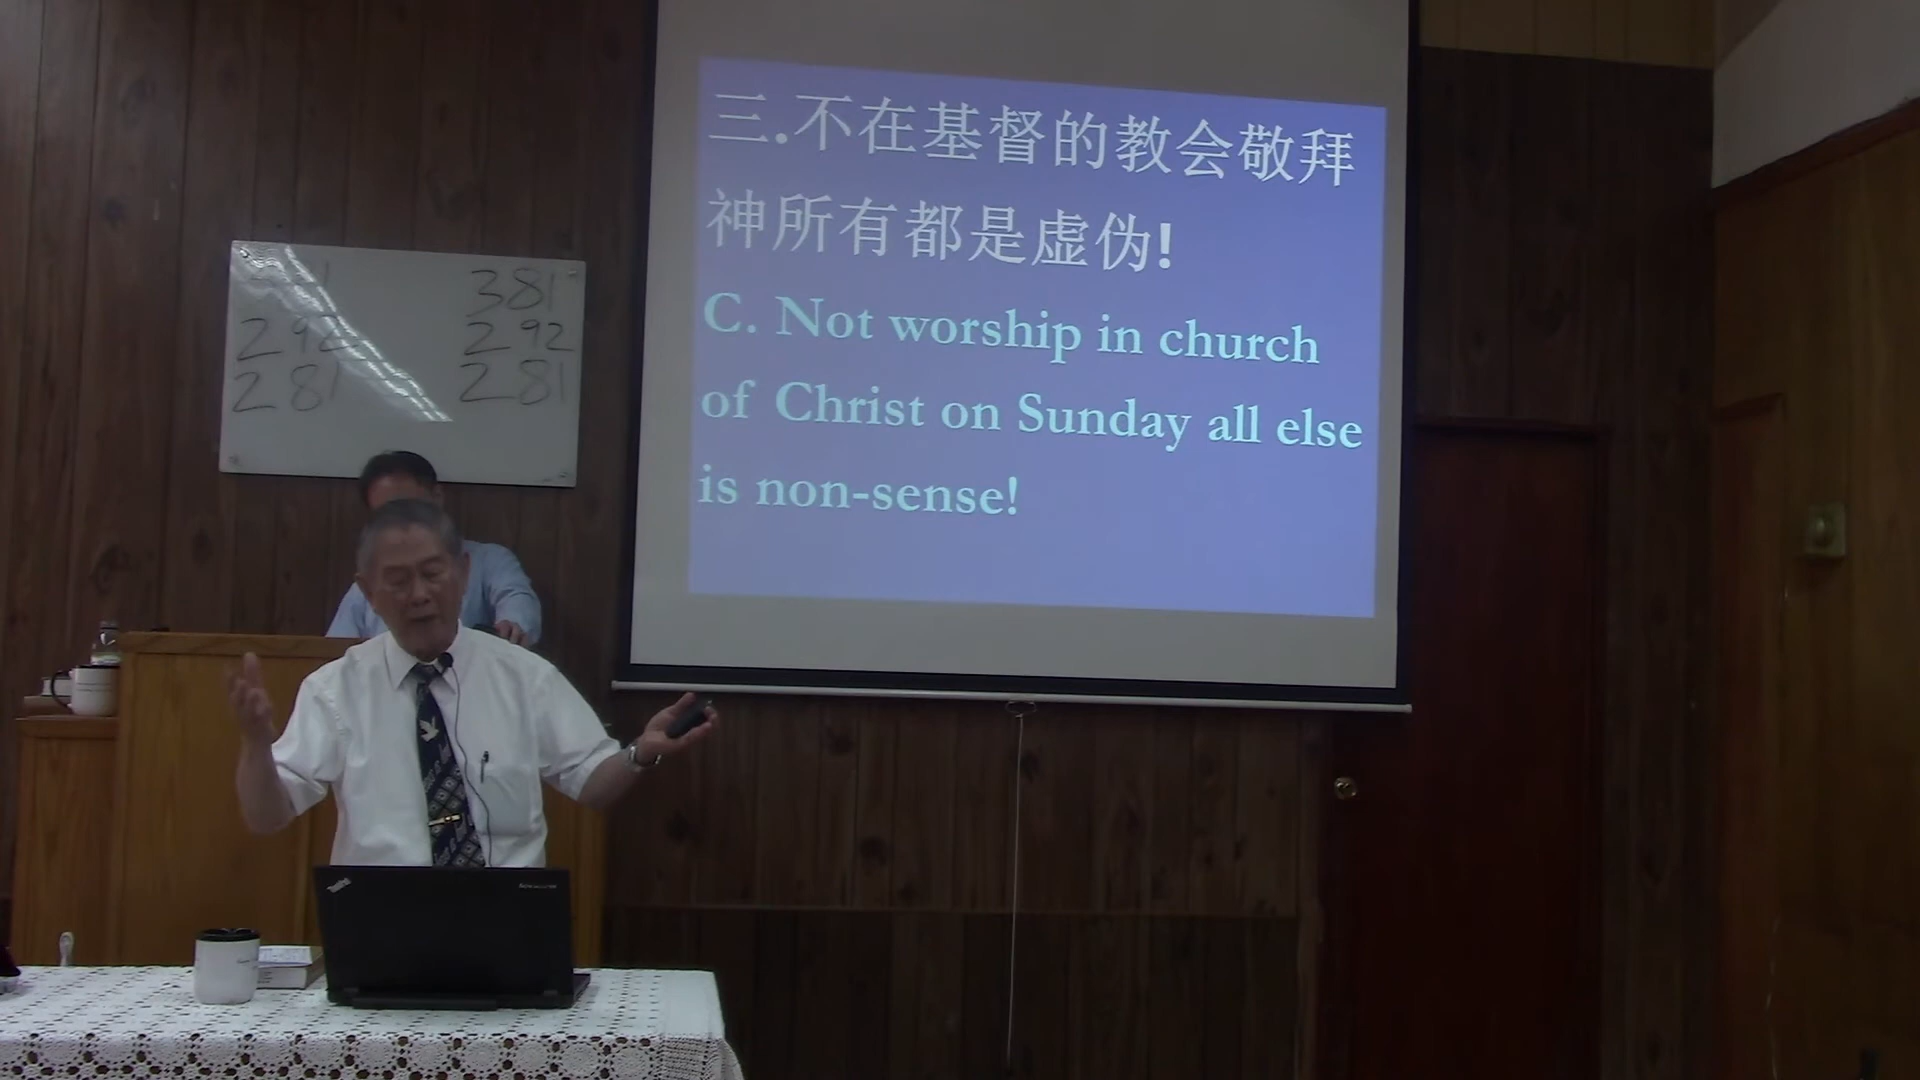 三.不在基督的教会敬拜
神所有都是虚伪!
C. Not worship in church
of Christ on Sunday all else
is non-sense!
381
292
292
281
281
ThinkPad